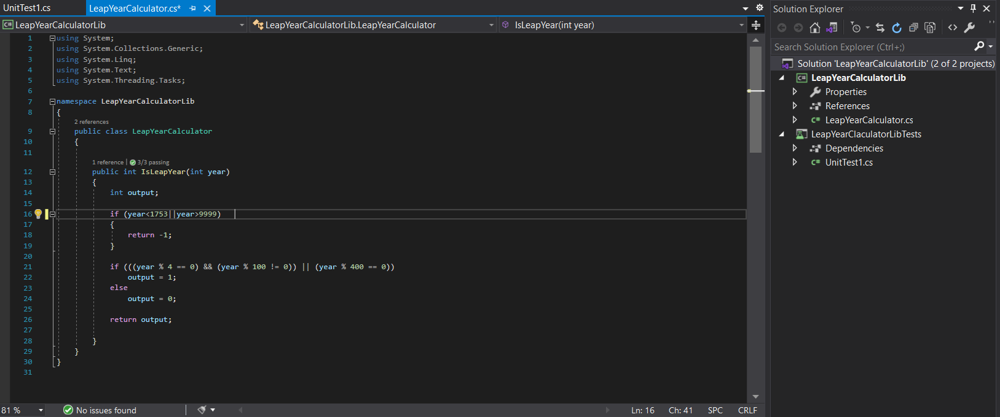 UnitTest1.cs
LeapYearCalculator.cs*
C# LeapYearCalculatorLib
LeapYearCalculatorLib.LeapYearCalculator
IsLeapYear(int year)
1 using System;
2 using System.Collections.Generic;
3 using System.Linq;
4 using System.Text;
5 using System.Threading.Tasks;
6
7 namespace LeapYearCalculatorLib
8 {
2 references
9 public class LeapYearCalculator
10 {
11
1 reference | 3/3 passing
12 public int IsLeapYear(int year)
13 {
14 int output;
15
16 if (year<1753||year>9999)
17 {
18 return -1;
19 }
20
21 if (((year % 4 == 0) && (year % 100 != 0)) || (year % 400 == 0))
22 output = 1;
23 else
24 output = 0;
25
26 return output;
27
28 }
29 }
30 }
31
81 %
No issues found
Ln: 16
Ch: 41
SPC
CRLF
Solution Explorer
Search Solution Explorer (Ctrl+;)
Solution 'LeapYearCalculatorLib' (2 of 2 projects)
C# LeapYearCalculatorLib
Properties
References
C# LeapYearCalculator.cs
LeapYearClaculatorLibTests
Dependencies
C# UnitTest1.cs